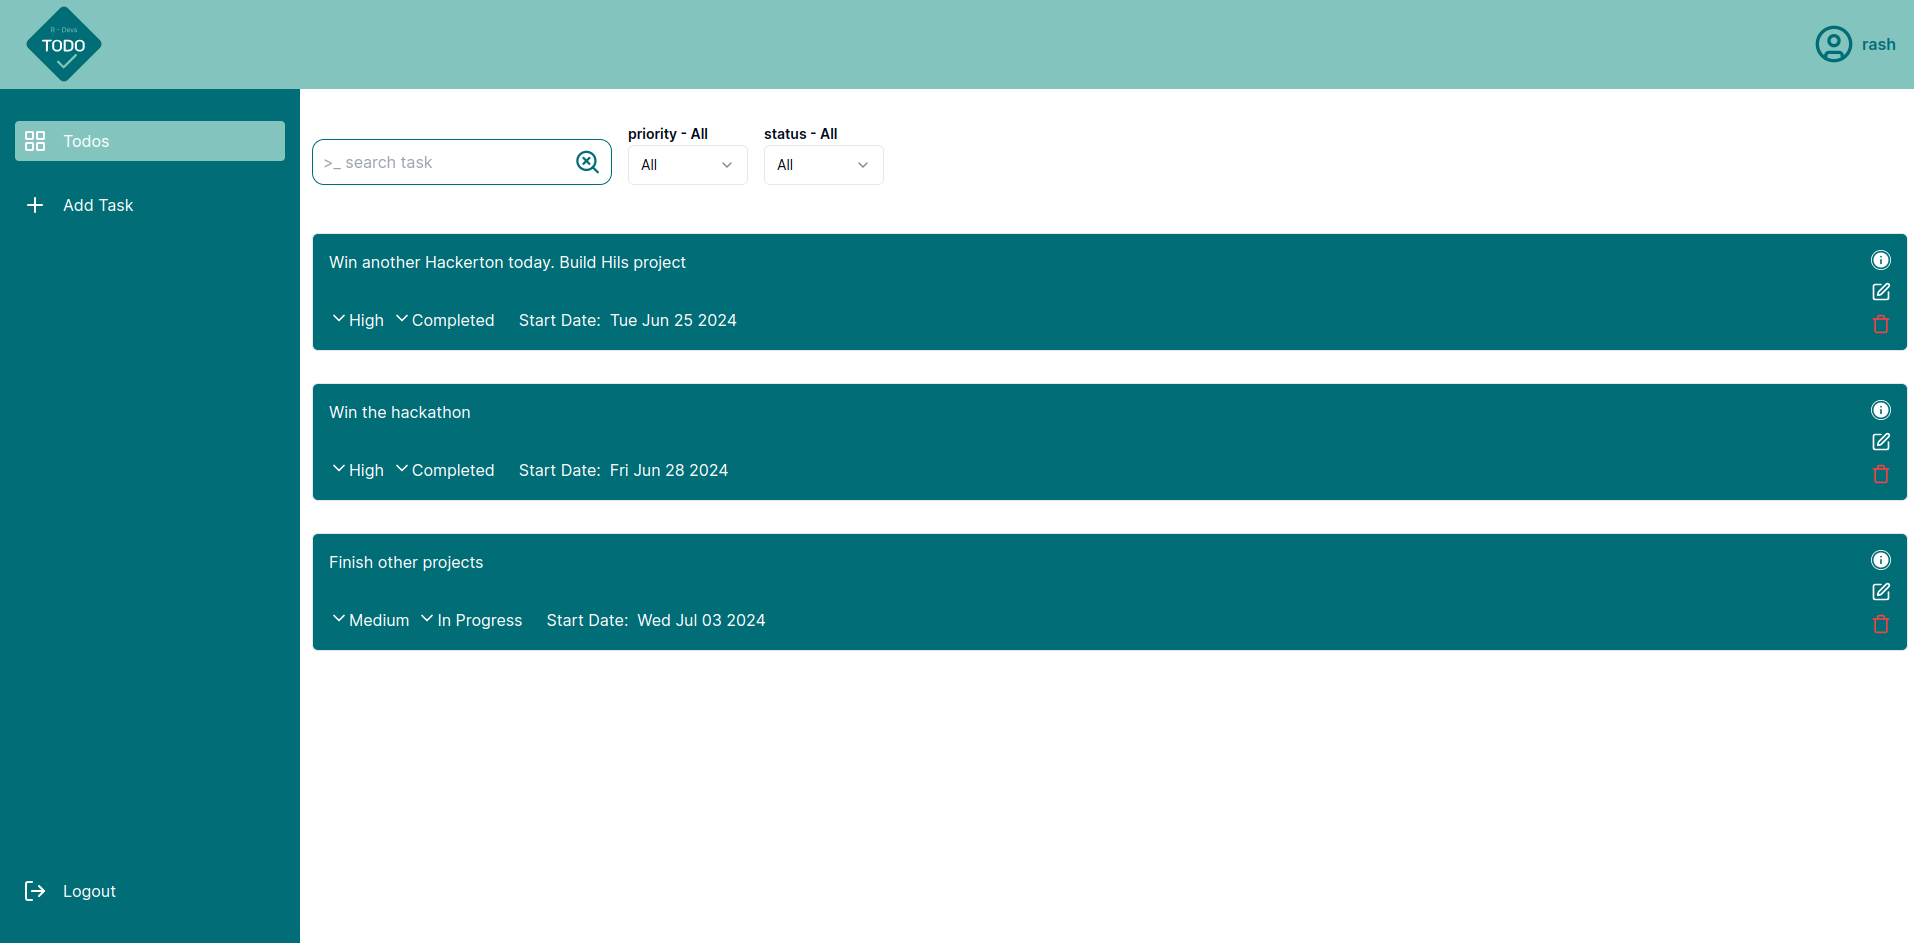 R - Devs
TODO
rash
Todos
Add Task
Logout
priority - All
status - All
>_ search task
All
All
Win another Hackerton today. Build Hils project
High Completed Start Date: Tue Jun 25 2024
Win the hackathon
High Completed Start Date: Fri Jun 28 2024
Finish other projects
Medium In Progress Start Date: Wed Jul 03 2024